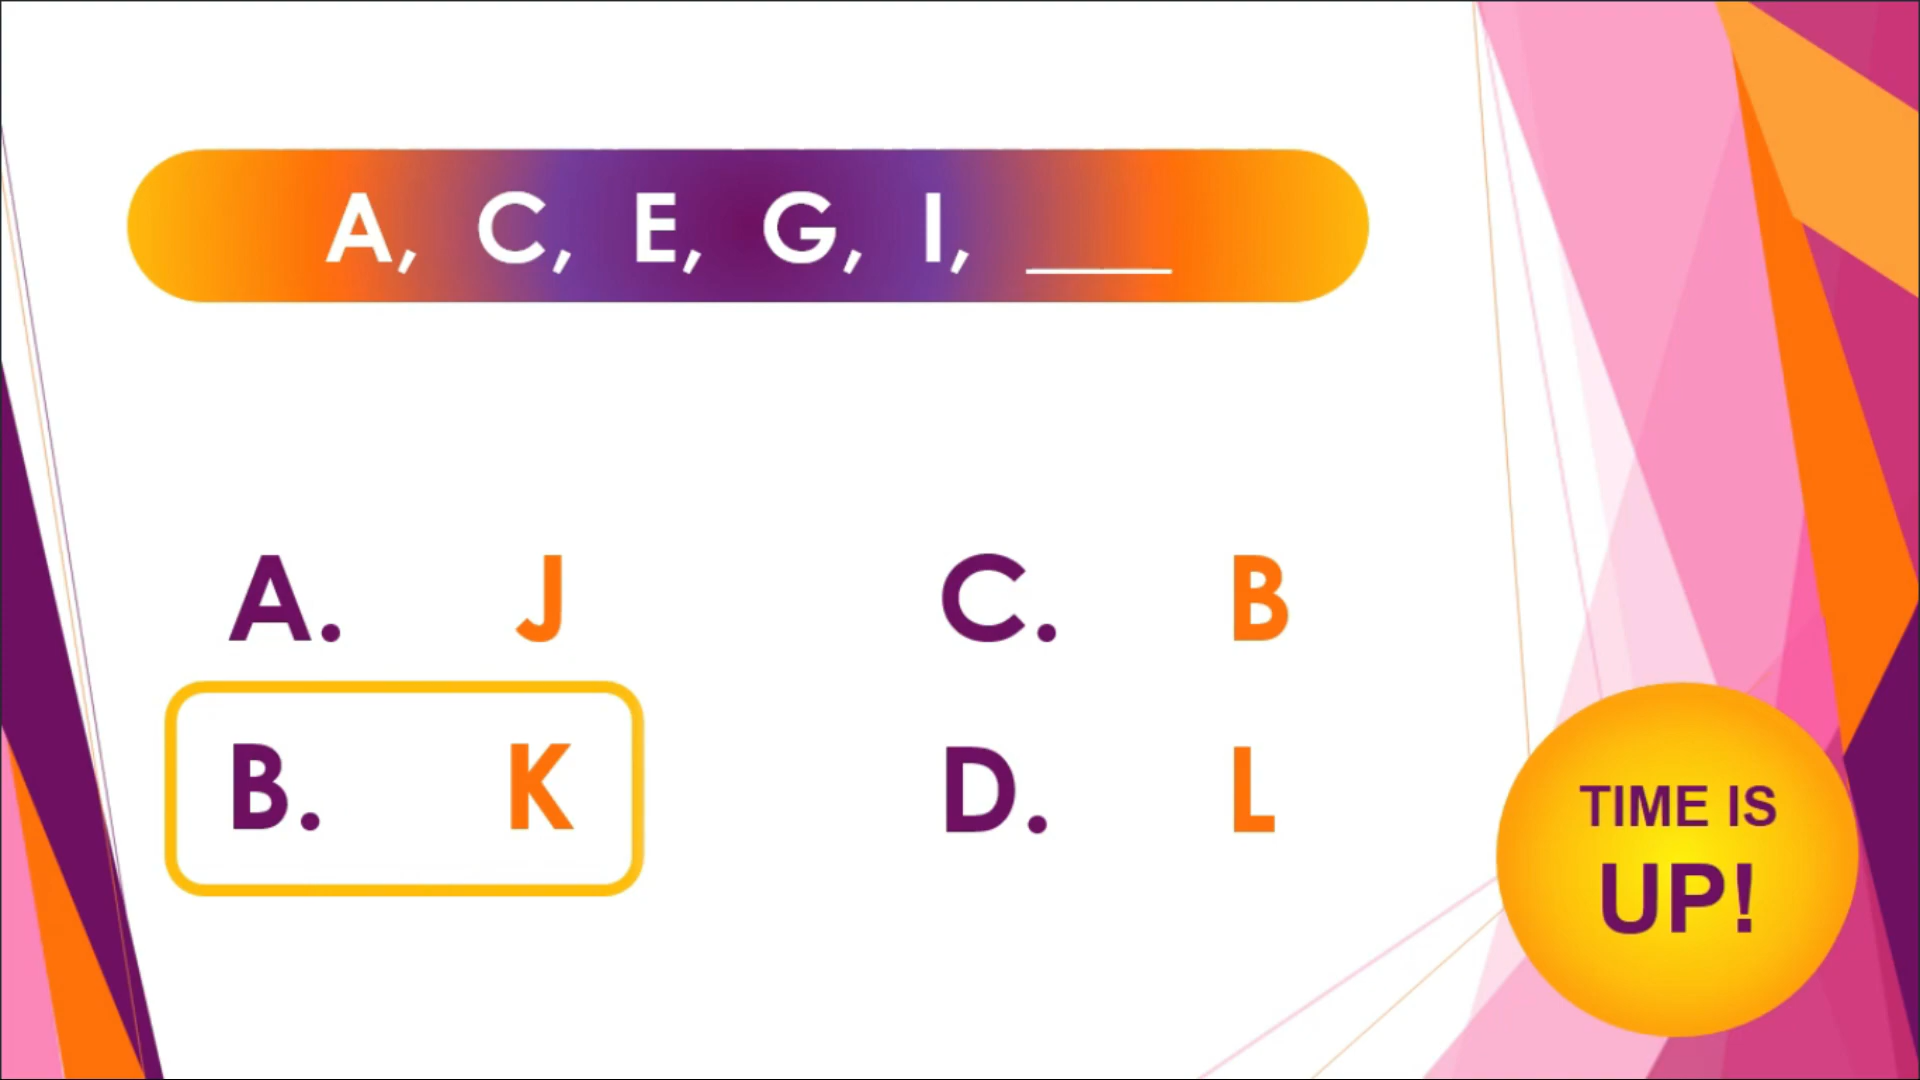 A, C, E, G, I, ____
A. J
B. K
C. B
D. L
TIME IS
UP!